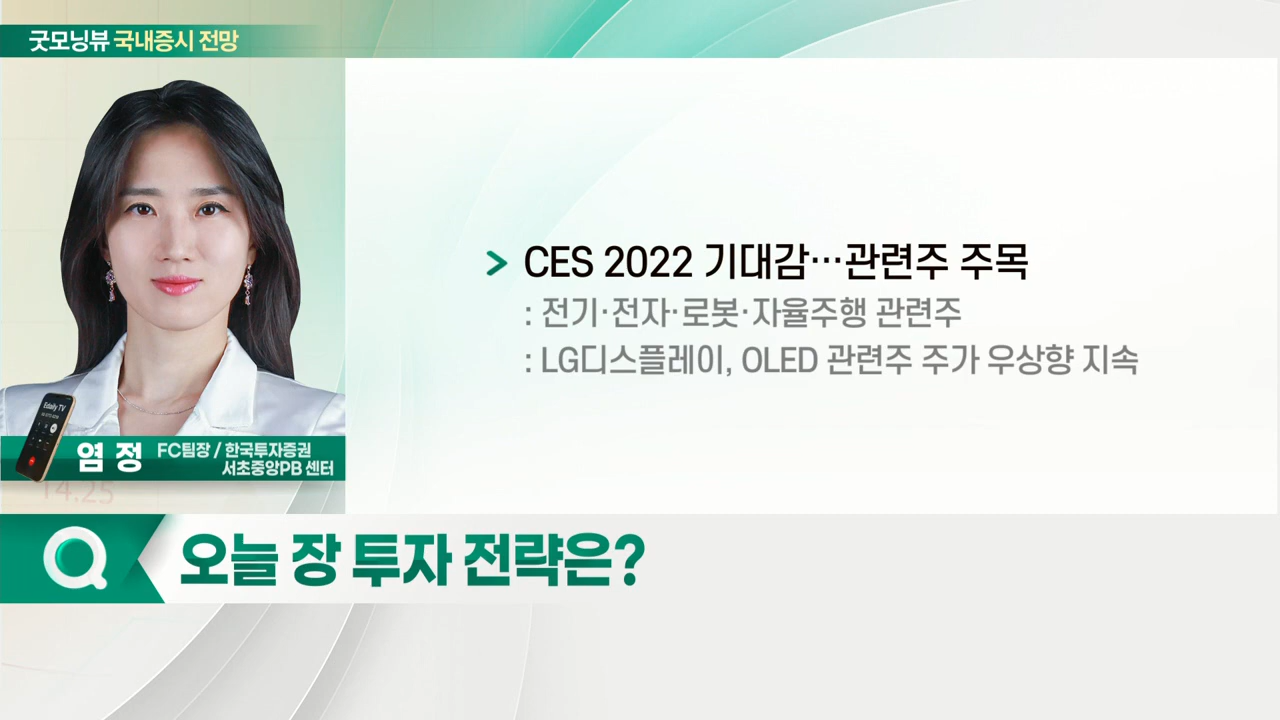 굿모닝뷰 국내증시 전망
> CES 2022 기대감…관련주 주목
: 전기·전자·로봇·자율주행 관련주
: LG디스플레이, OLED 관련주 주가 우상향 지속
Edaily TV
염 정 FC팀장 / 한국투자증권
서초중앙PB 센터
14.25
Q 오늘 장 투자 전략은?